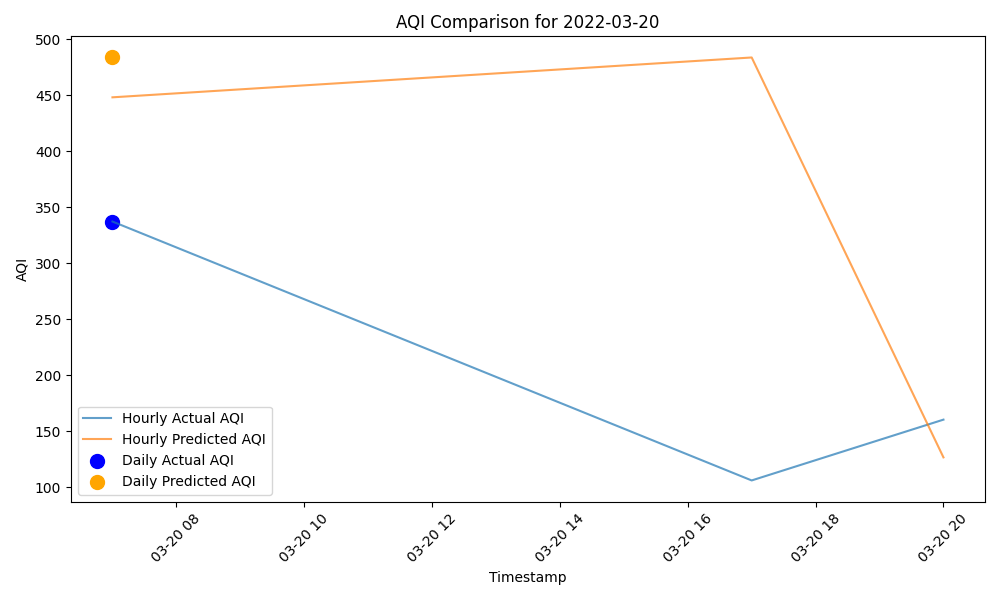 AQI Comparison for 2022-03-20
500
450
400
350
300
250
200
150
100
AQI
Hourly Actual AQI
Hourly Predicted AQI
Daily Actual AQI
Daily Predicted AQI
03-20 08
03-20 10
03-20 12
03-20 14
03-20 16
03-20 18
03-20 20
Timestamp